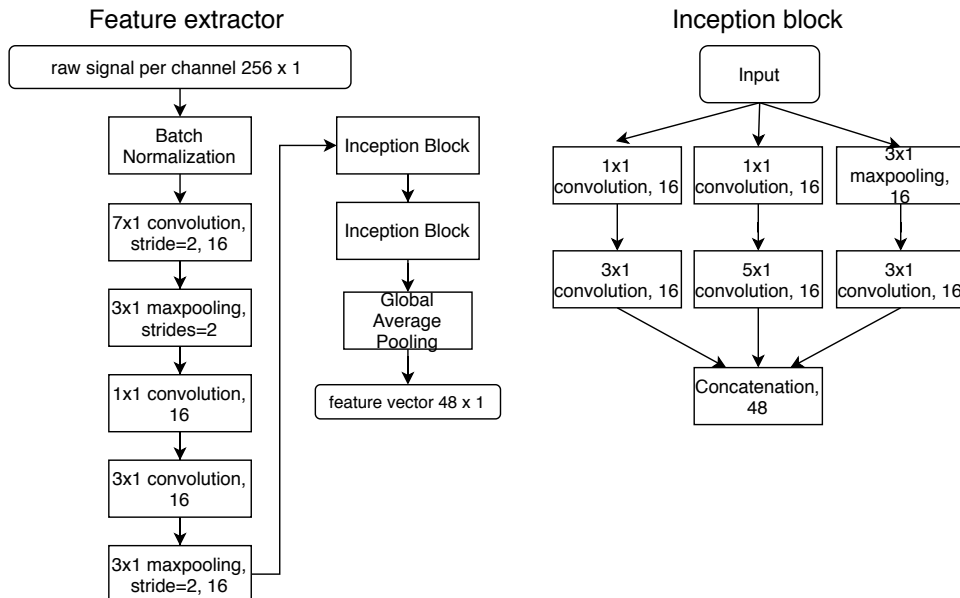 Feature extractor
raw signal per channel 256 x 1
Batch
Normalization
7x1 convolution,
stride=2, 16
3x1 maxpooling,
strides=2
1x1 convolution,
16
3x1 convolution,
16
3x1 maxpooling,
stride=2, 16
Inception Block
Inception Block
Global
Average
Pooling
feature vector 48 x 1
Inception block
Input
1x1
convolution, 16
1x1
convolution, 16
3x1
maxpooling,
16
3x1
convolution, 16
5x1
convolution, 16
3x1
convolution, 16
Concatenation,
48